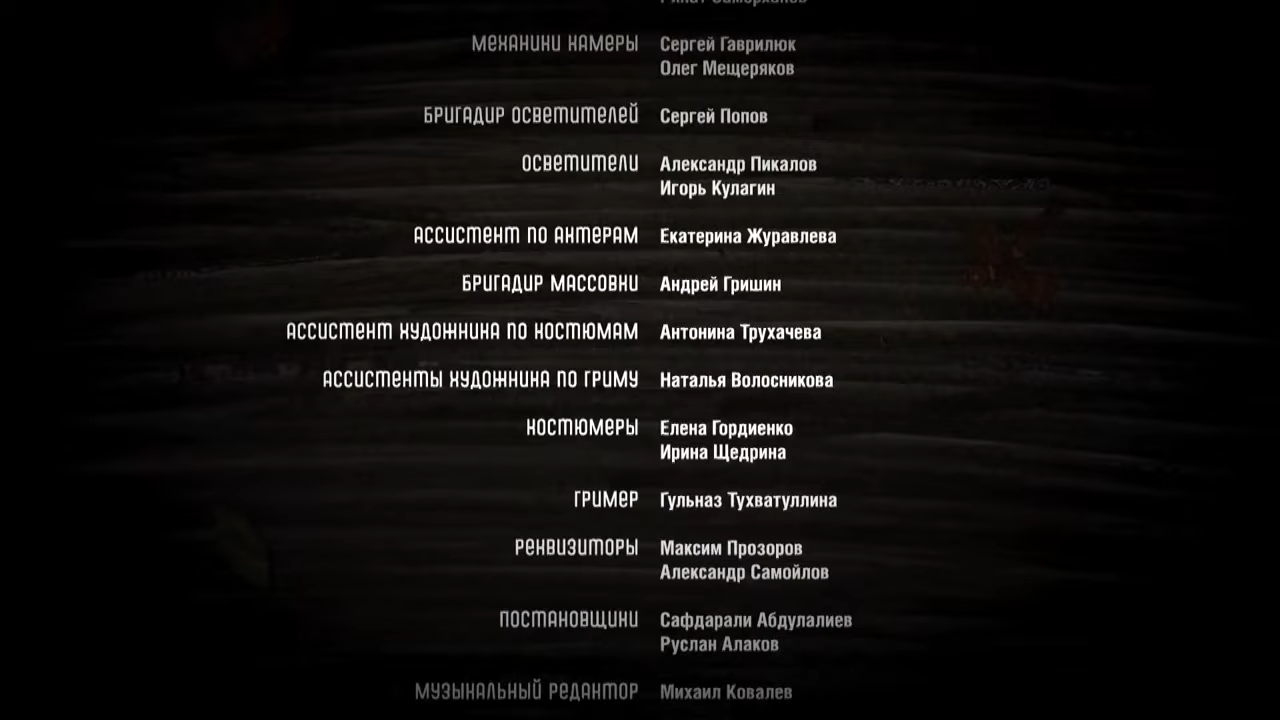 МЕХАНИКИ КАМЕРЫ Сергей Гаврилюк
Олег Мещеряков
БРИГАДИР ОСВЕТИТЕЛЕЙ Сергей Попов
ОСВЕТИТЕЛИ Александр Пикалов
Игорь Кулагин
АССИСТЕНТ ПО АКТЕРАМ Екатерина Журавлева
БРИГАДИР МАССОВКИ Андрей Гришин
АССИСТЕНТ ХУДОЖНИКА ПО КОСТЮМАМ Антонина Трухачева
АССИСТЕНТЫ ХУДОЖНИКА ПО ГРИМУ Наталья Волосникова
КОСТЮМЕРЫ Елена Гордиенко
Ирина Щедрина
ГРИМЕР Гульназ Тухватуллина
РЕКВИЗИТОРЫ Максим Прозоров
Александр Самойлов
ПОСТАНОВЩИКИ Сафдарали Абдулалиев
Руслан Алаков
МУЗЫКАЛЬНЫЙ РЕДАКТОР Михаил Ковалев